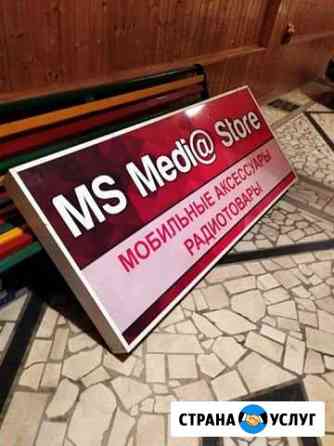 MS Medi@ Store
МОБИЛЬНЫЕ АКСЕССУАРЫ
РАДИОТОВАРЫ
СТРАНА УСЛУГ